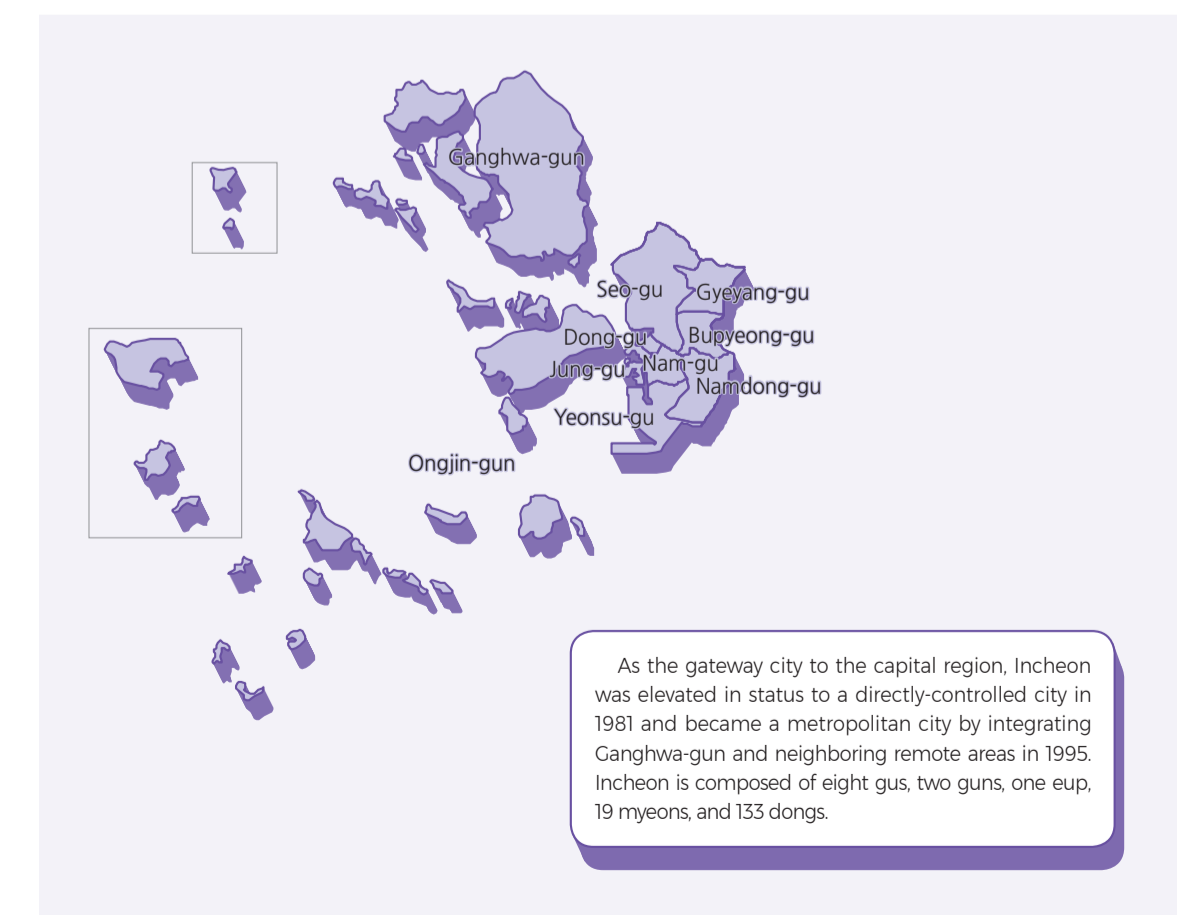 Ganghwa-gun
Seo-gu
Gyeyang-gu
Dong-gu
Bupyeong-gu
Jung-gu
Nam-gu
Namdong-gu
Yeonsu-gu
Ongjin-gun
As the gateway city to the capital region, Incheon
was elevated in status to a directly-controlled city in
1981 and became a metropolitan city by integrating
Ganghwa-gun and neighboring remote areas in 1995.
Incheon is composed of eight gus, two guns, one eup,
19 myeons, and 133 dongs.